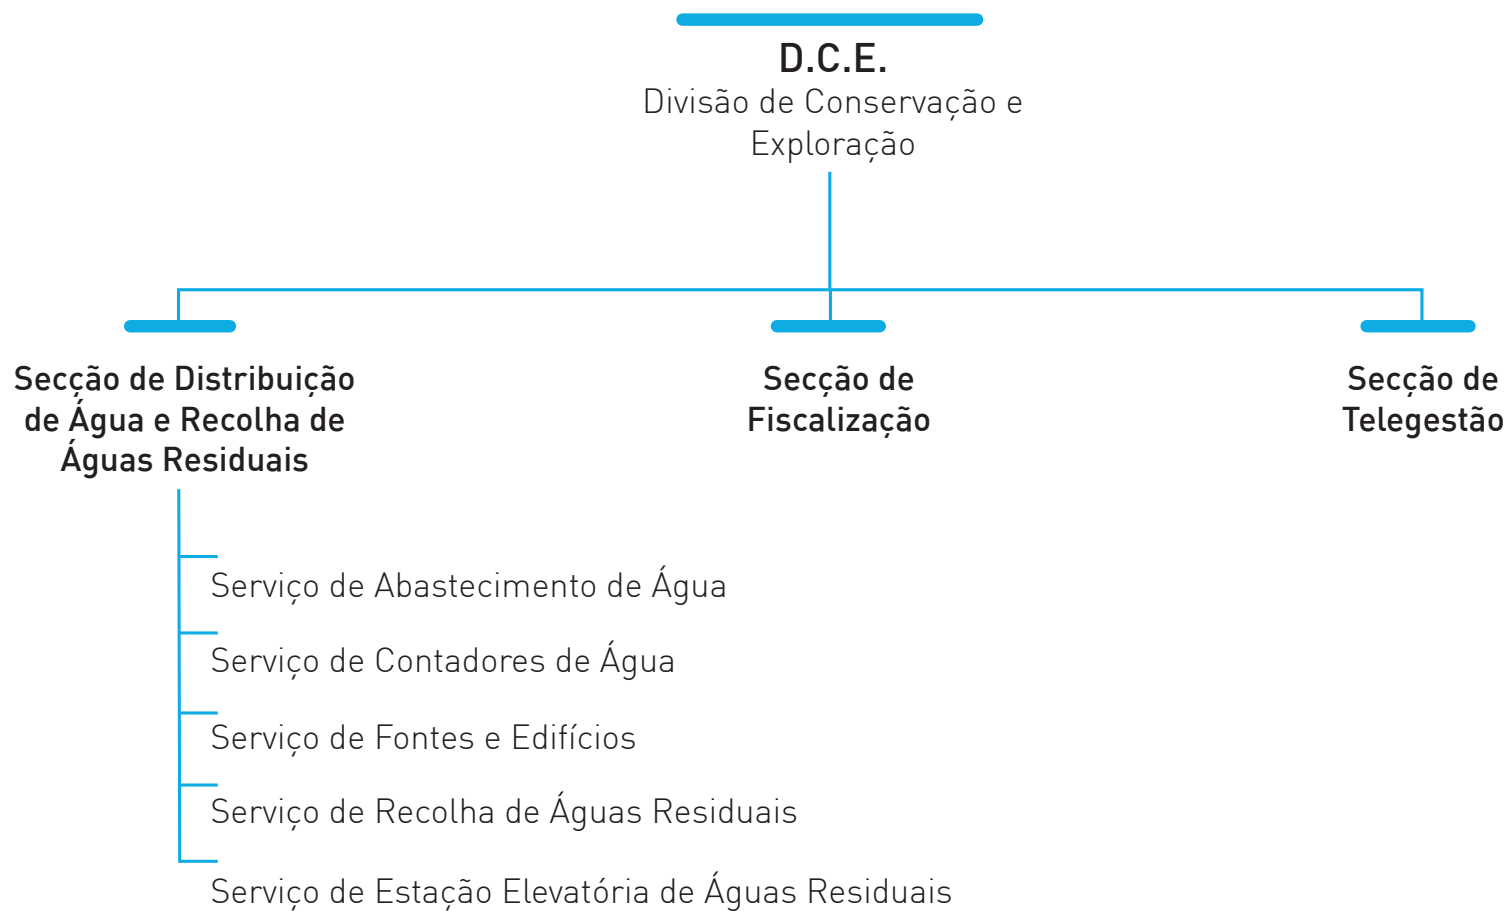 D.C.E.
Divisão de Conservação e
Exploração
Secção de Distribuição
de Água e Recolha de
Águas Residuais
Secção de
Fiscalização
Secção de
Telegestão
Serviço de Abastecimento de Água
Serviço de Contadores de Água
Serviço de Fontes e Edifícios
Serviço de Recolha de Águas Residuais
Serviço de Estação Elevatória de Águas Residuais